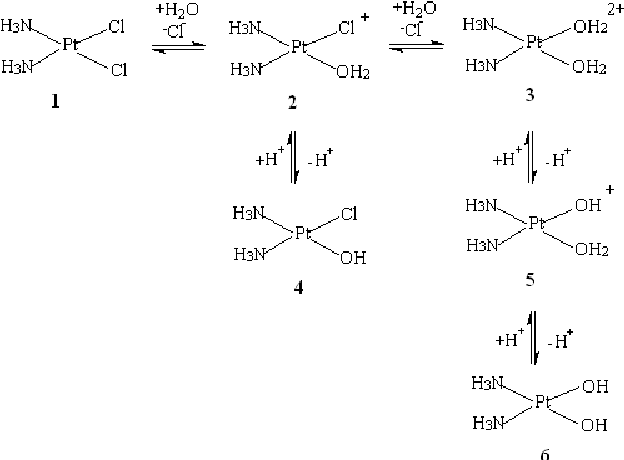 +H2O
-Cl-
+H2O
-Cl-
H3N Cl
Pt
H3N Cl
1
H3N Cl +
Pt
H3N OH2
2
H3N OH2 2+
Pt
H3N OH2
3
+H+ -H+
+H+ -H+
H3N Cl
Pt
H3N OH
4
H3N OH +
Pt
H3N OH2
5
+H+ -H+
H3N OH
Pt
H3N OH
6